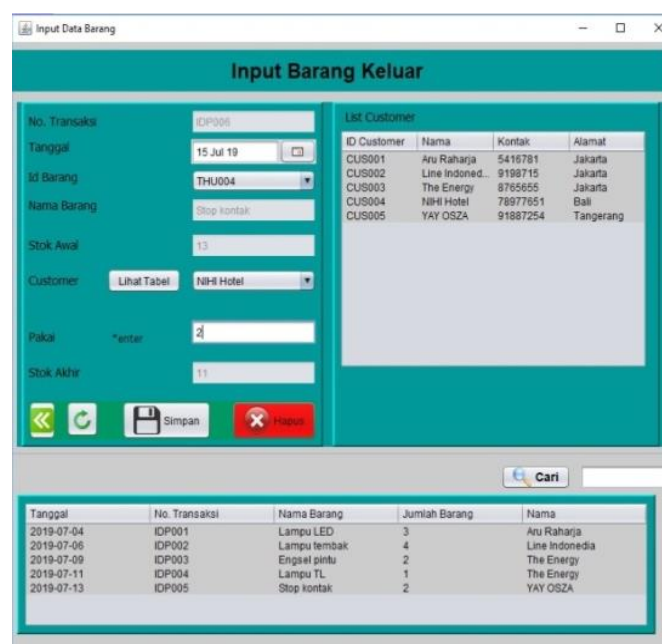 Input Data Barang
Input Barang Keluar
No. Transaksi IDP006
Tanggal 15 Jul 19
Id Barang THU004
Nama Barang Stop kontak
Stok Awal 13
Customer Lihat Tabel NIHI Hotel
Pakai *enter 2
Stok Akhir 11
Simpan Hapus
List Customer
ID Customer Nama Kontak Alamat
CUS001 Aru Raharja 5416781 Jakarta
CUS002 Line Indoned... 9198715 Jakarta
CUS003 The Energy 8765655 Jakarta
CUS004 NIHI Hotel 78977651 Bali
CUS005 YAY OSZA 91887254 Tangerang
Cari
Tanggal No. Transaksi Nama Barang Jumlah Barang Nama
2019-07-04 IDP001 Lampu LED 3 Aru Raharja
2019-07-06 IDP002 Lampu tembak 4 Line Indonedia
2019-07-09 IDP003 Engsel pintu 2 The Energy
2019-07-11 IDP004 Lampu TL 1 The Energy
2019-07-13 IDP005 Stop kontak 2 YAY OSZA